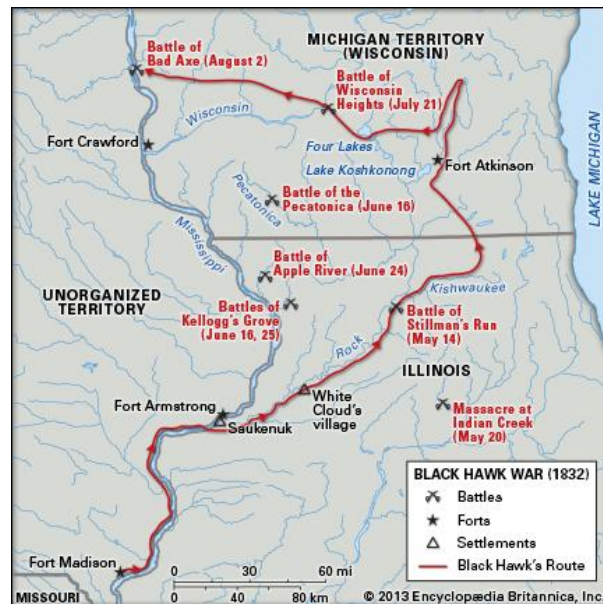 Battle of
Bad Axe (August 2)
MICHIGAN TERRITORY
(WISCONSIN)
Battle of
Wisconsin
Heights (July 21)
Wisconsin
Fort Crawford
Four Lakes
Lake Koshkonong
Fort Atkinson
LAKE MICHIGAN
Pecatonica
Battle of the
Pecatonica (June 16)
Mississippi
Battle of
Apple River (June 24)
Kishwaukee
UNORGANIZED
TERRITORY
Battles of
Kellogg's Grove
(June 16, 25)
Battle of
Stillman's Run
(May 14)
Rock
ILLINOIS
Fort Armstrong
White
Cloud's
village
Saukenuk
Massacre at
Indian Creek
(May 20)
BLACK HAWK WAR (1832)
Battles
Forts
Settlements
Black Hawk's Route
Fort Madison
0 30 60 mi
0 40 80 km
MISSOURI
© 2013 Encyclopædia Britannica, Inc.